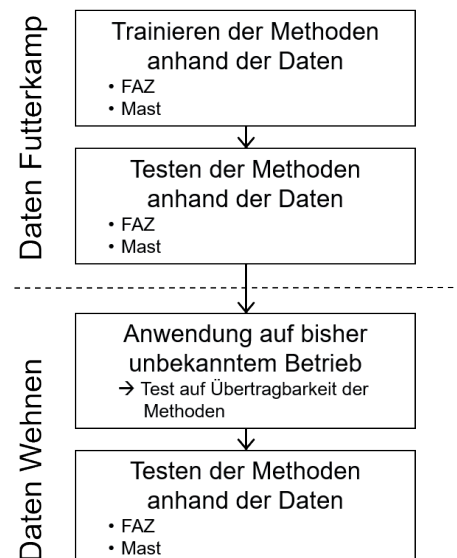 Daten Futterkamp
Trainieren der Methoden
anhand der Daten
• FAZ
• Mast
Testen der Methoden
anhand der Daten
• FAZ
• Mast
Daten Wehnen
Anwendung auf bisher
unbekanntem Betrieb
→ Test auf Übertragbarkeit der
Methoden
Testen der Methoden
anhand der Daten
• FAZ
• Mast